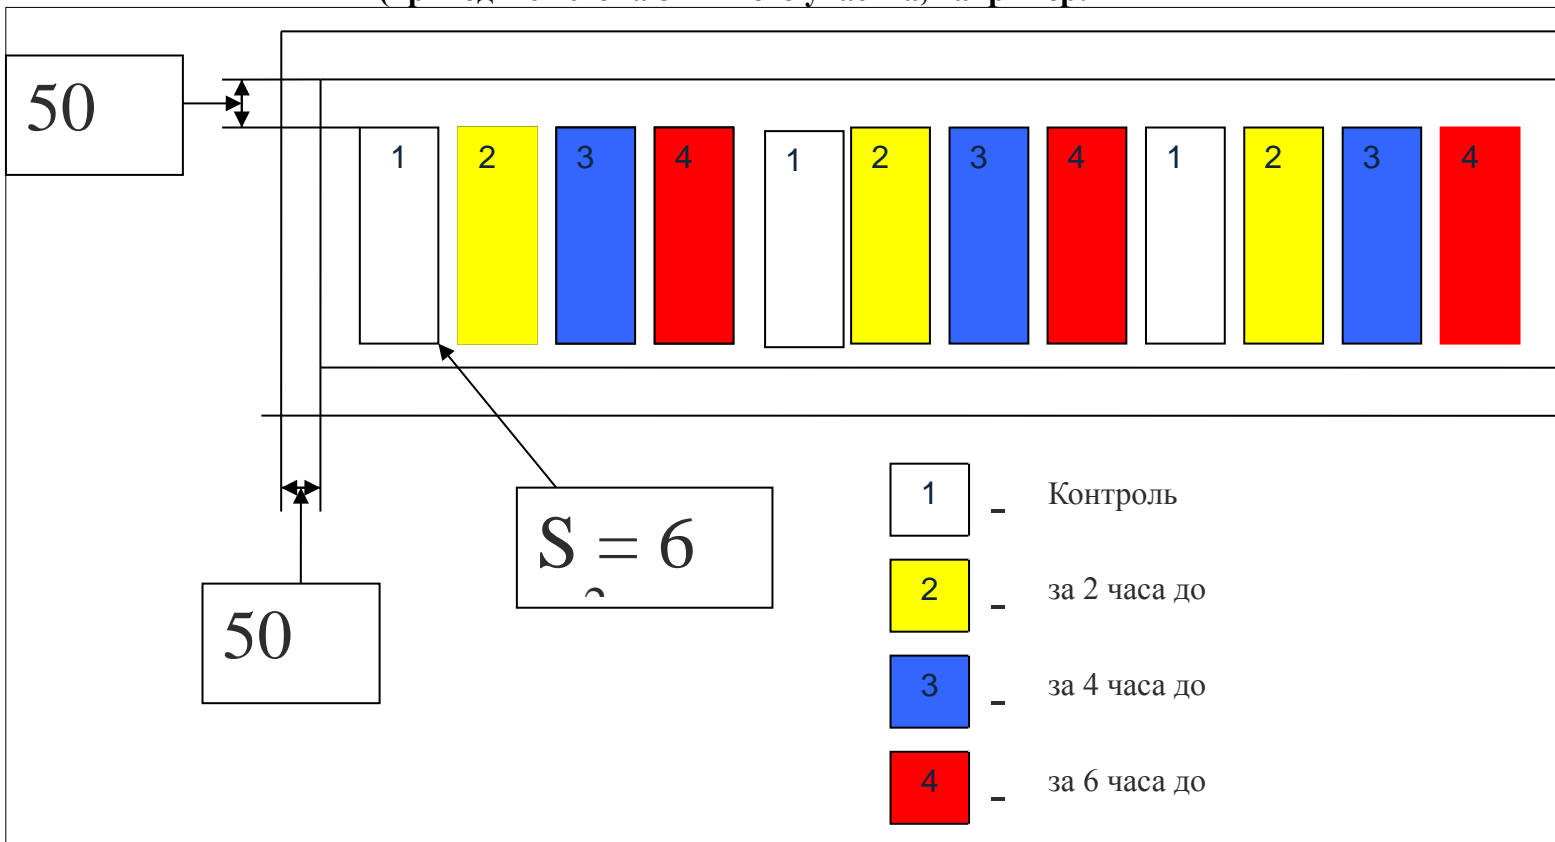 50
1 2 3 4 1 2 3 4 1 2 3 4
S = 6
50
1 - Контроль
2 - за 2 часа до
3 - за 4 часа до
4 - за 6 часа до